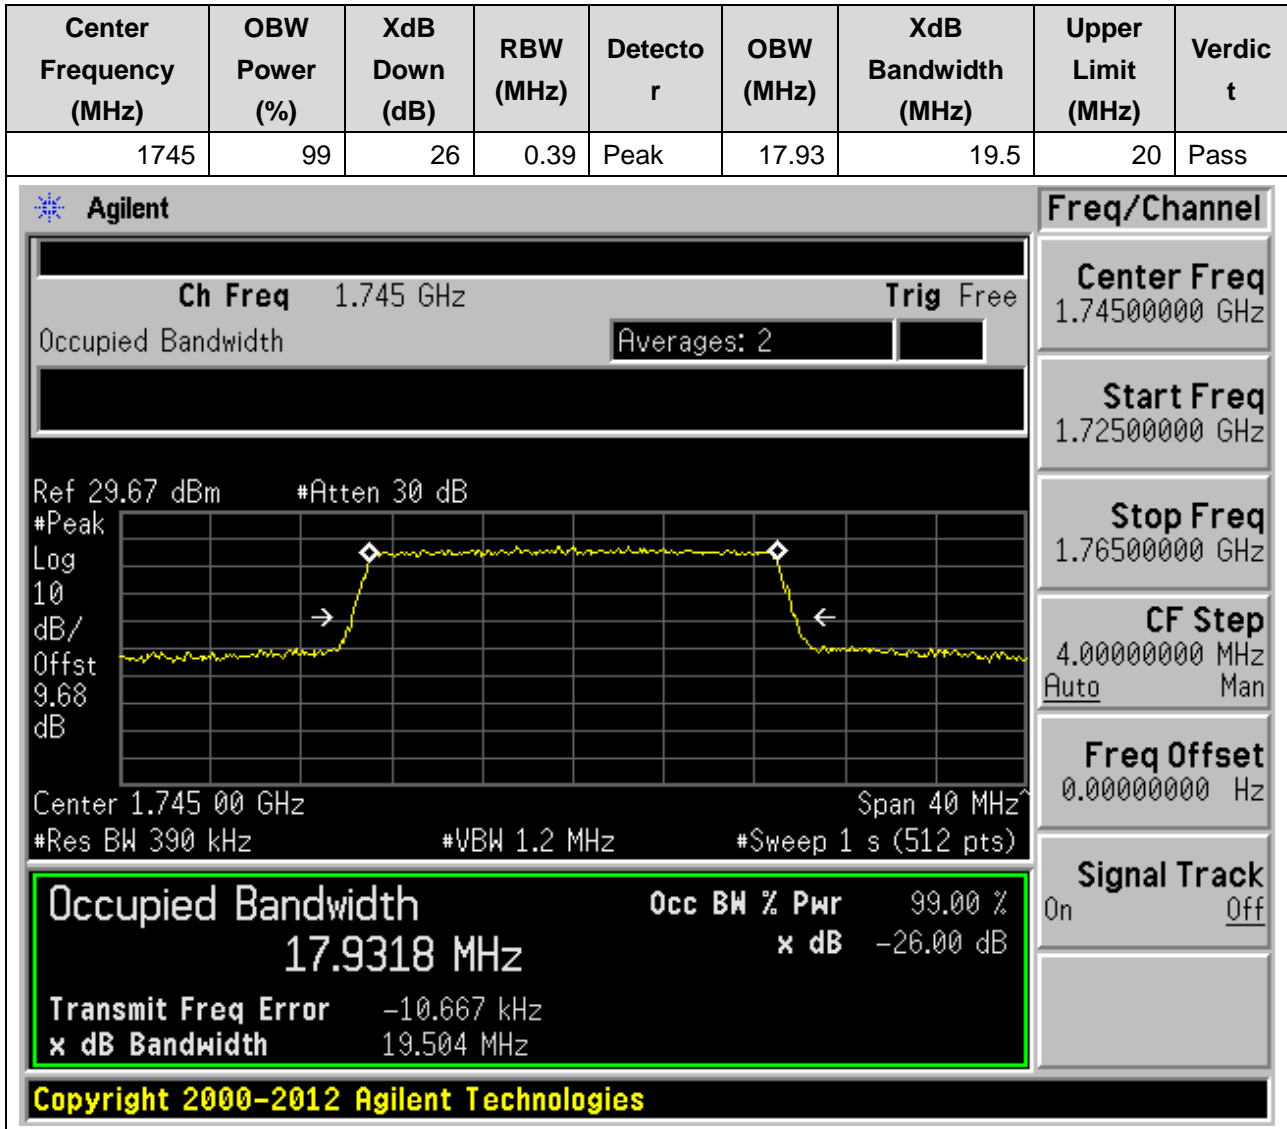 Center Frequency (MHz) OBW Power (%) XdB Down (dB) RBW (MHz) Detecto r OBW (MHz) XdB Bandwidth (MHz) Upper Limit (MHz) Verdic t
1745 99 26 0.39 Peak 17.93 19.5 20 Pass
Agilent
Freq/Channel
Ch Freq 1.745 GHz Trig Free
Occupied Bandwidth Averages: 2
Center Freq
1.74500000 GHz
Start Freq
1.72500000 GHz
Stop Freq
1.76500000 GHz
CF Step
4.00000000 MHz
Auto Man
Freq Offset
0.00000000 Hz
Signal Track
On Off
Ref 29.67 dBm #Atten 30 dB
#Peak
Log
10
dB/
Offst
9.68
dB
Center 1.745 00 GHz Span 40 MHz^
#Res BW 390 kHz #VBW 1.2 MHz #Sweep 1 s (512 pts)
Occupied Bandwidth Occ BW % Pwr 99.00 %
17.9318 MHz x dB -26.00 dB
Transmit Freq Error -10.667 kHz
x dB Bandwidth 19.504 MHz
Copyright 2000-2012 Agilent Technologies